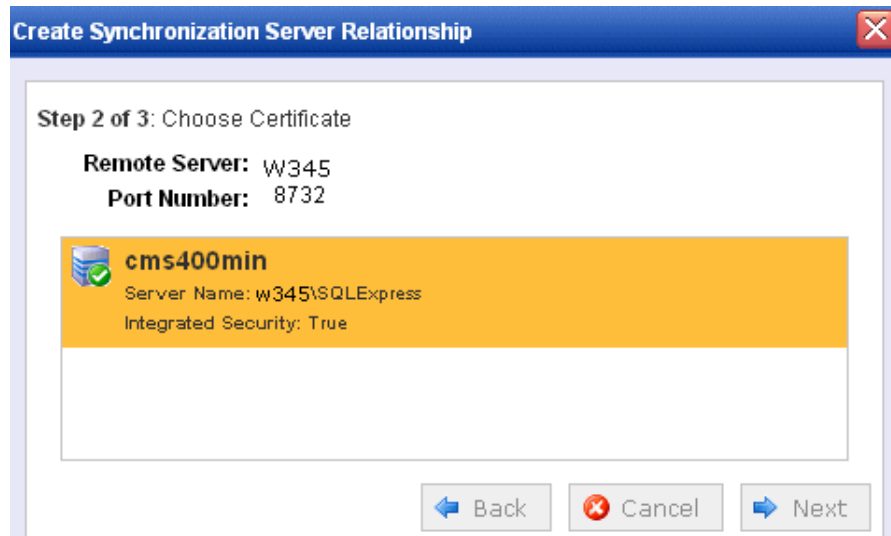 Create Synchronization Server Relationship
Step 2 of 3: Choose Certificate
Remote Server: W345
Port Number: 8732
cms400min
Server Name: w345\SQLExpress
Integrated Security: True
Back Cancel Next